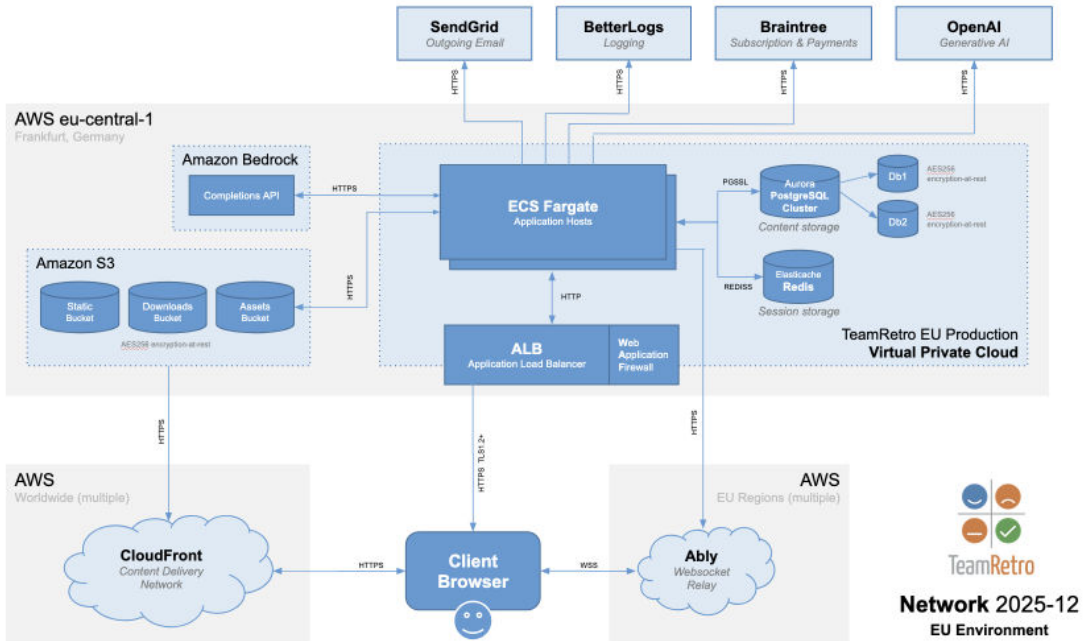 SendGrid
Outgoing Email
BetterLogs
Logging
Braintree
Subscription & Payments
OpenAI
Generative AI
HTTPS
HTTPS
HTTPS
HTTPS
AWS eu-central-1
Frankfurt, Germany
Amazon Bedrock
Completions API
HTTPS
ECS Fargate
Application Hosts
PGSSL
Aurora
PostgreSQL
Cluster
Content storage
Db1
AES256
encryption-at-rest
Db2
AES256
encryption-at-rest
Amazon S3
Static
Bucket
Downloads
Bucket
Assets
Bucket
AES256 encryption-at-rest
HTTPS
HTTP
REDISS
Elasticache
Redis
Session storage
ALB
Application Load Balancer
Web
Application
Firewall
TeamRetro EU Production
Virtual Private Cloud
HTTPS
HTTPS TLS1.2+
HTTPS
AWS
Worldwide (multiple)
CloudFront
Content Delivery
Network
HTTPS
Client
Browser
WSS
AWS
EU Regions (multiple)
Ably
Websocket
Relay
TeamRetro
Network 2025-12
EU Environment